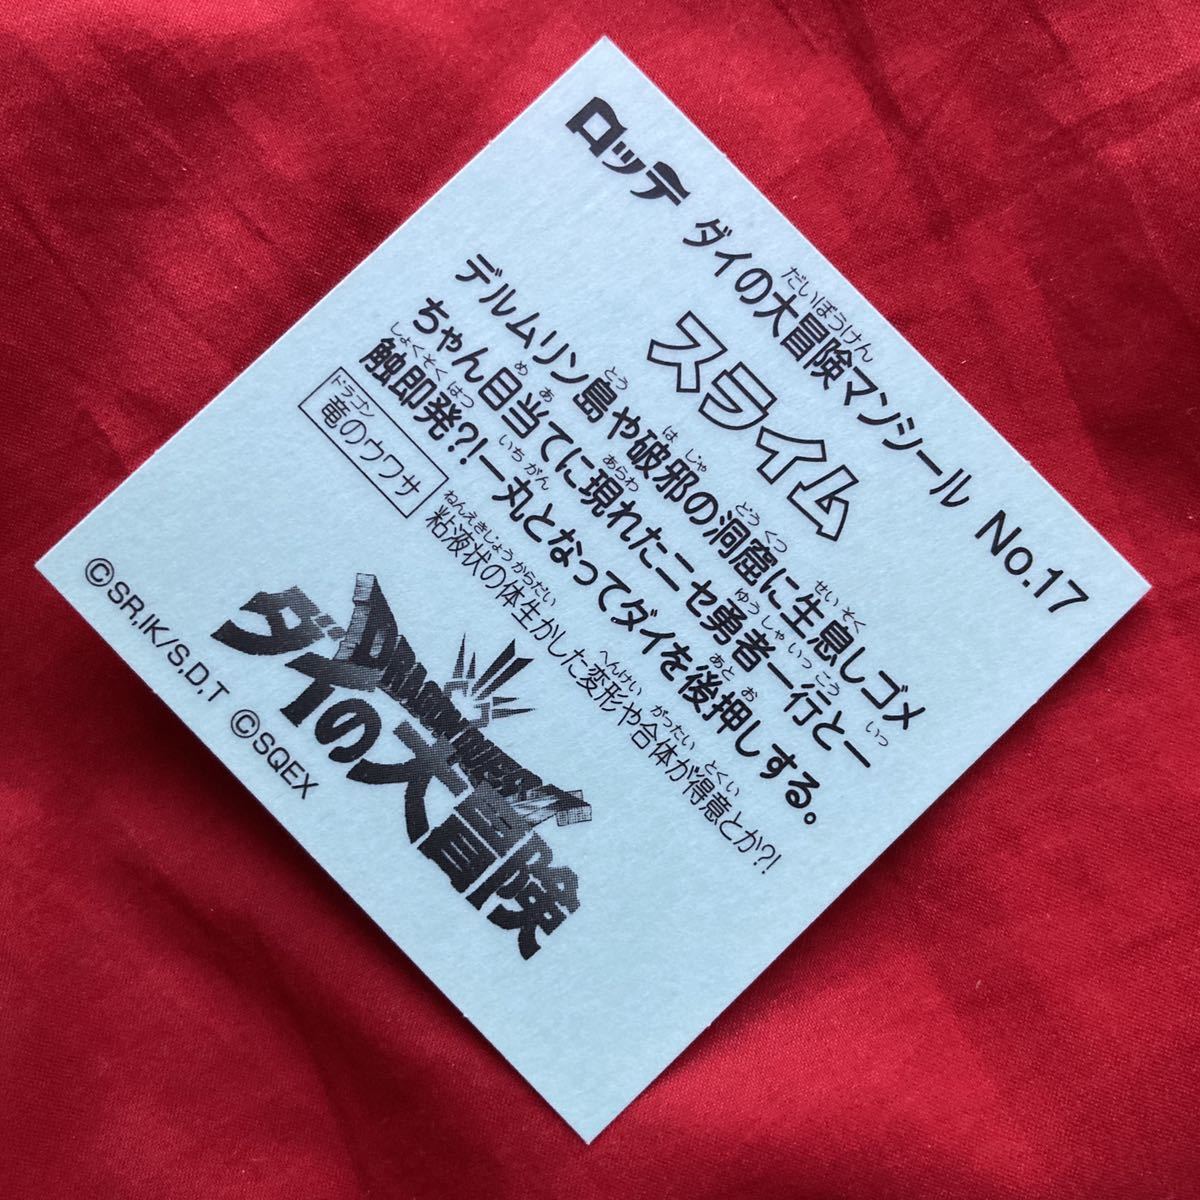 ロッテ ダイの大冒険マンシール No.17
だいぼうけん
スライム
デルムリン島や破邪の洞窟に生息しゴメ
とう は じゃ どう くつ せい そく
ちゃん目当てに現れたニセ勇者一行と一
め あ あらわ ゆう しゃ いっ こう いっ
触即発?!一丸となってダイを後押しする。
しょく そく はつ いち がん あと お
竜のウワサ
ドラゴン
粘液状の体生かした変形や合体が得意とか?!
ねんえきじょう からだい へんけい がったい とくい
DRAGON QUEST
ダイの大冒険
©SR,IK/S.D,T ©SQEX